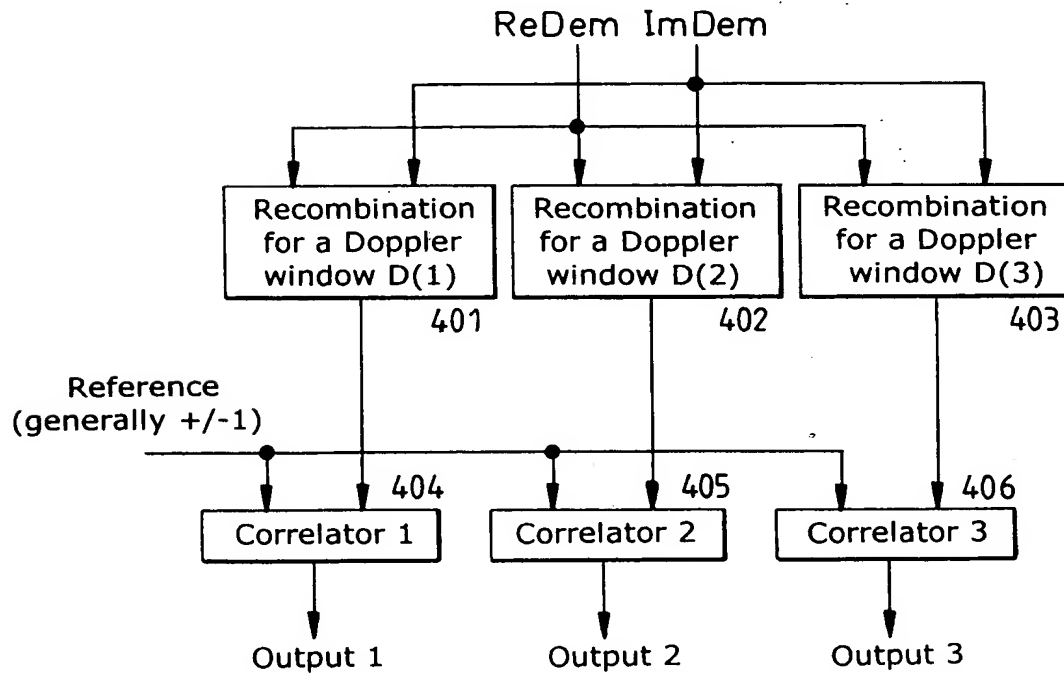 ReDem ImDem
Recombination
for a Doppler
window D(1)
Recombination
for a Doppler
window D(2)
Recombination
for a Doppler
window D(3)
401
402
403
Reference
(generally +/-1)
404
405
406
Correlator 1
Correlator 2
Correlator 3
Output 1
Output 2
Output 3